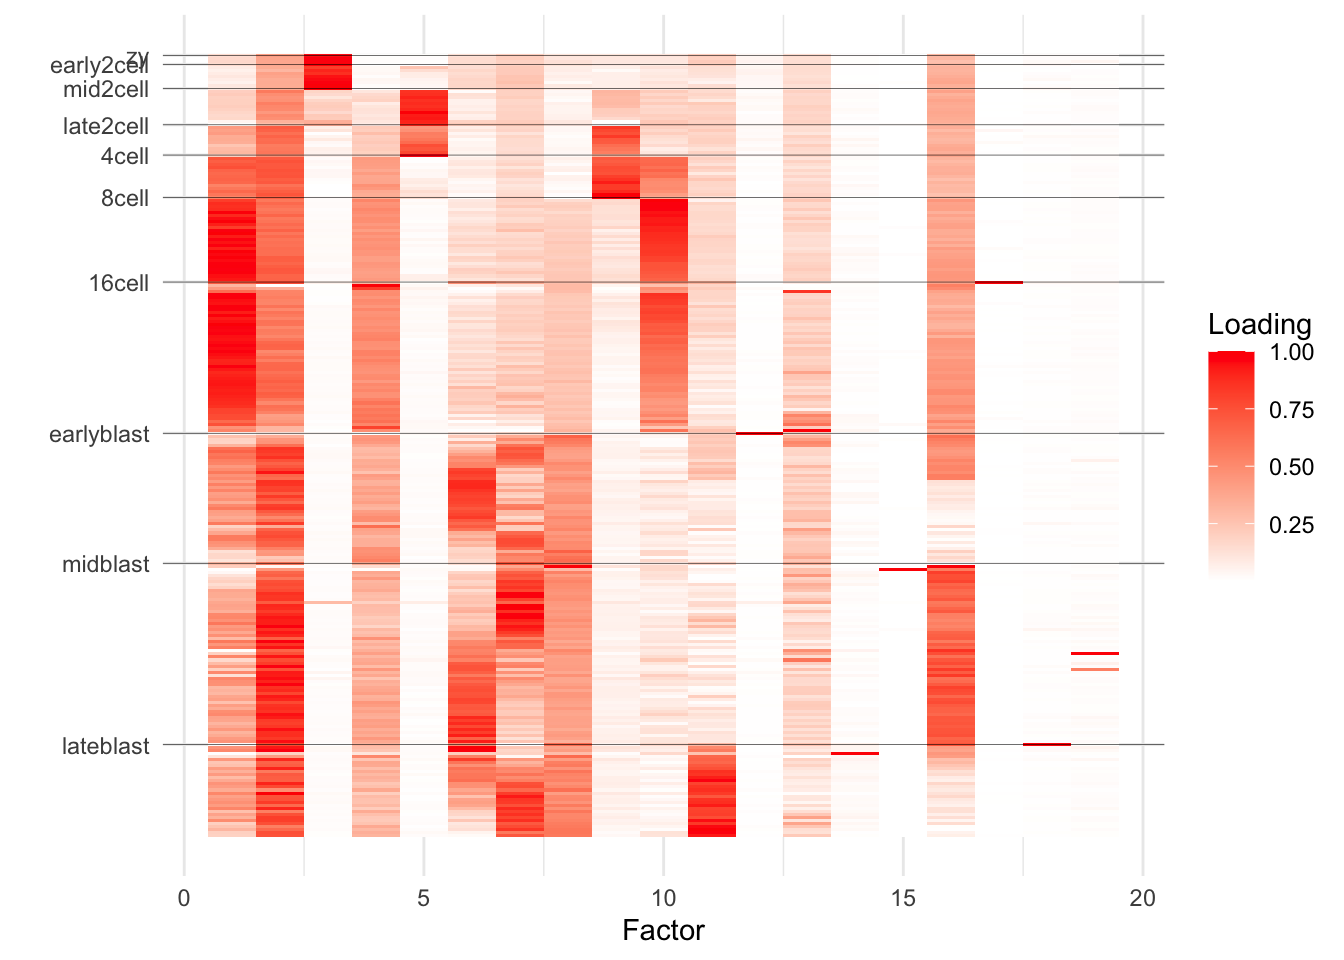 zy
early2cell
mid2cell
late2cell
4cell
8cell
16cell
earlyblast
midblast
lateblast
0 5 10 15 20
Factor
Loading
1.00
0.75
0.50
0.25